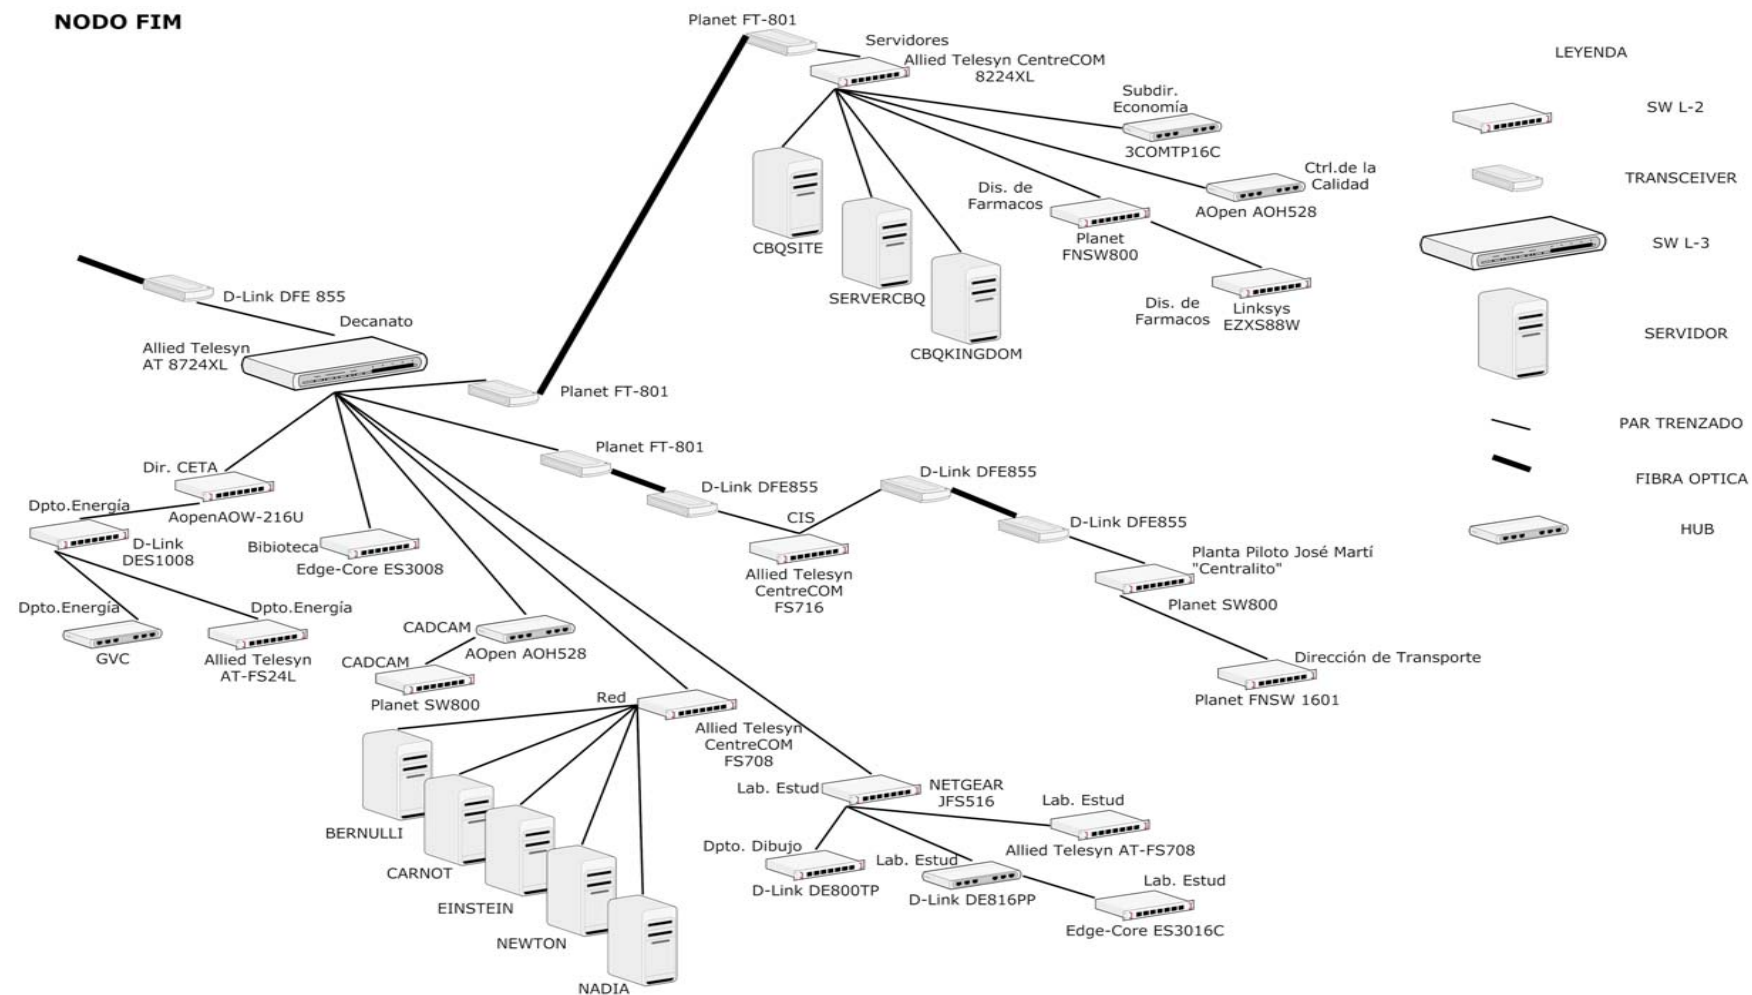 NODO FIM
Planet FT-801
Servidores
Allied Telesyn CentreCOM
8224XL
Subdir.
Economía
3COMTP16C
Ctrl.de la
Calidad
AOpen AOH528
Dis. de
Farmacos
Planet
FNSW800
Dis. de
Farmacos
Linksys
EZXS88W
CBQSITE
SERVERCBQ
CBQKINGDOM
D-Link DFE 855
Decanato
Allied Telesyn
AT 8724XL
Planet FT-801
Planet FT-801
D-Link DFE855
CIS
Allied Telesyn
CentreCOM
FS716
D-Link DFE855
D-Link DFE855
Planta Piloto José Martí
"Centralito"
Planet SW800
Dirección de Transporte
Planet FNSW 1601
Dir. CETA
AopenAOW-216U
Dpto.Energía
D-Link
DES1008
Bibioteca
Edge-Core ES3008
Dpto.Energía
GVC
Dpto.Energía
Allied Telesyn
AT-FS24L
CADCAM
AOpen AOH528
CADCAM
Planet SW800
Red
Allied Telesyn
CentreCOM
FS708
BERNULLI
CARNOT
EINSTEIN
NEWTON
NADIA
Lab. Estud
NETGEAR
JFS516
Lab. Estud
Allied Telesyn AT-FS708
Dpto. Dibujo
D-Link DE800TP
Lab. Estud
D-Link DE816PP
Lab. Estud
Edge-Core ES3016C
LEYENDA
SW L-2
TRANSCEIVER
SW L-3
SERVIDOR
PAR TRENZADO
FIBRA OPTICA
HUB